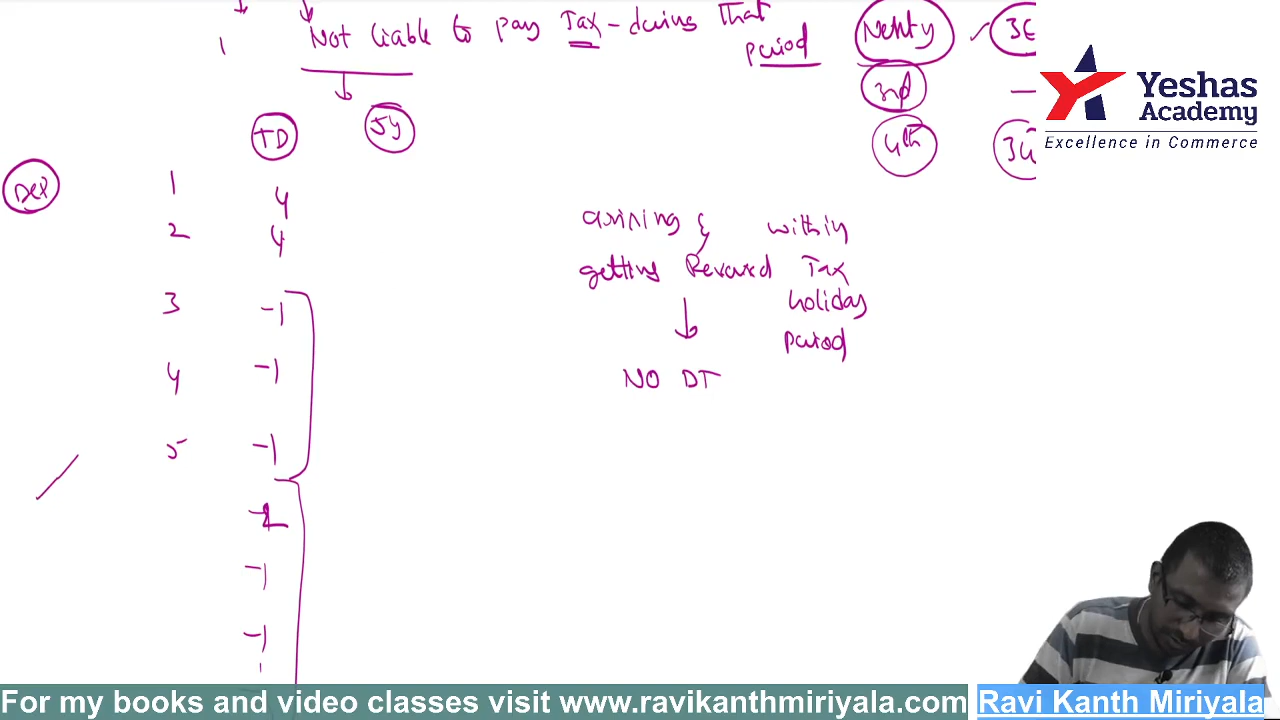 Not liable to pay Tax - during that period
1
Nenty
3rd
4th
TD
5y
Dep
1 4
2 4
3 -1
4 -1
5 -1
-1
-1
arising & within
getting Reversed Tax
holiday
period
NO DT
Yeshas
Academy
Excellence in Commerce
For my books and video classes visit www.ravikanthmiriyala.com Ravi Kanth Miriyala